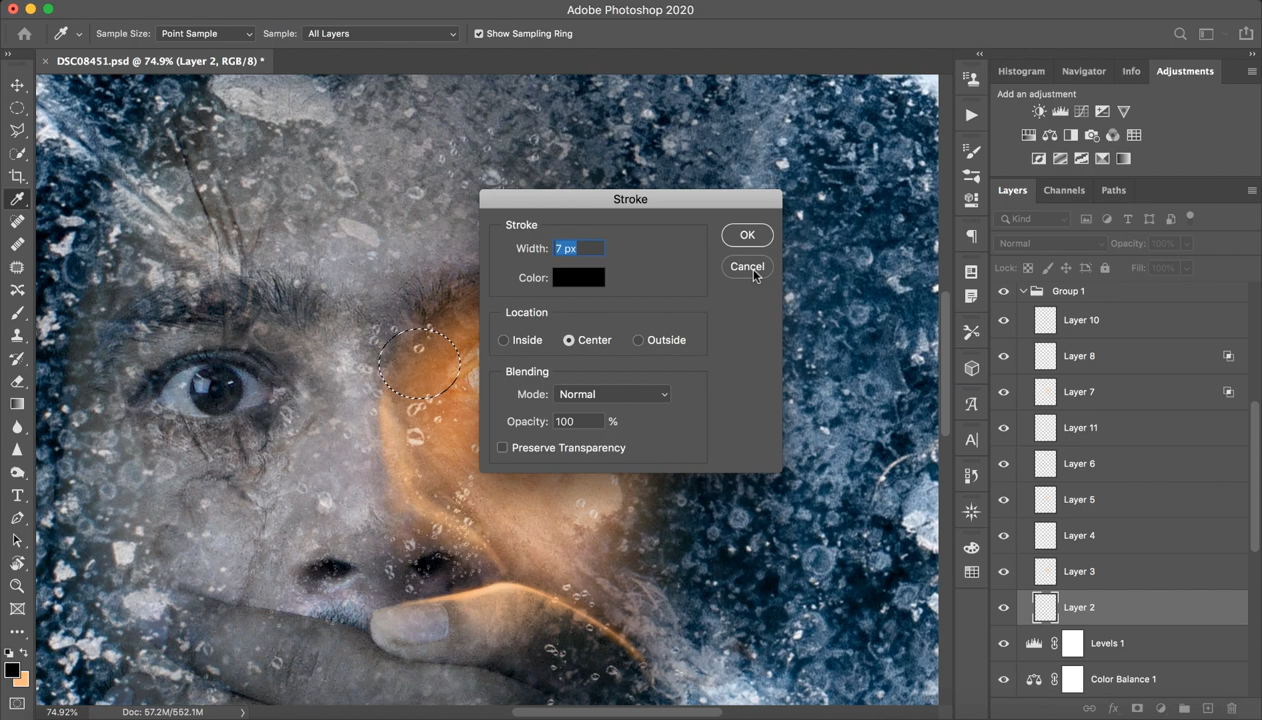 Adobe Photoshop 2020
Sample Size: Point Sample Sample: All Layers Show Sampling Ring
DSC08451.psd @ 74.9% (Layer 2, RGB/8) *
Histogram Navigator Info Adjustments
Add an adjustment
Layers Channels Paths
Kind
Normal Opacity: 100%
Lock: Fill: 100%
Group 1
Layer 10
Layer 8
Layer 7
Layer 11
Layer 6
Layer 5
Layer 4
Layer 3
Layer 2
Levels 1
Color Balance 1
Stroke
Stroke
Width: 7 px
Color:
OK
Cancel
Location
Inside Center Outside
Blending
Mode: Normal
Opacity: 100 %
Preserve Transparency
74.92% Doc: 57.2M/552.1M